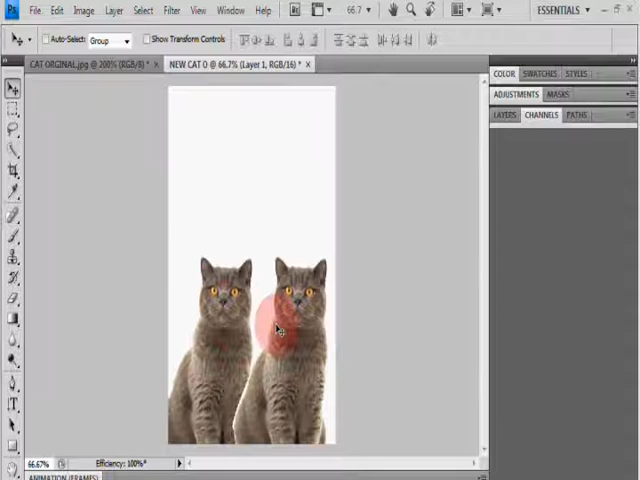 Ps File Edit Image Layer Select Filter View Window Help Br 66.7 ESSENTIALS
Auto-Select: Group Show Transform Controls
CAT ORGINAL.jpg @ 200% (RGB/8) * x NEW CAT O @ 66.7% (Layer 1, RGB/16) * x
COLOR SWATCHES STYLES
ADJUSTMENTS MASKS
LAYERS CHANNELS PATHS
T
66.67% Efficiency: 100%*
ANIMATION (FRAMES)